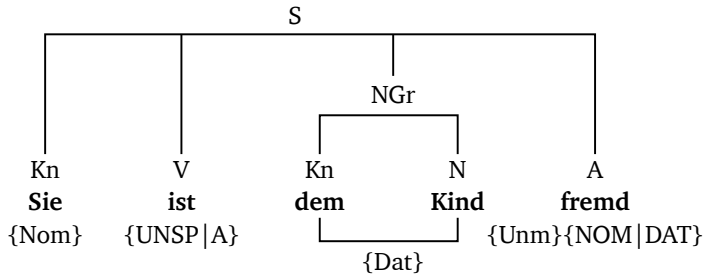 S
NGr
Kn V Kn N A
Sie ist dem Kind fremd
{Nom} {UNSP|A} {Unm}{NOM|DAT}
{Dat}